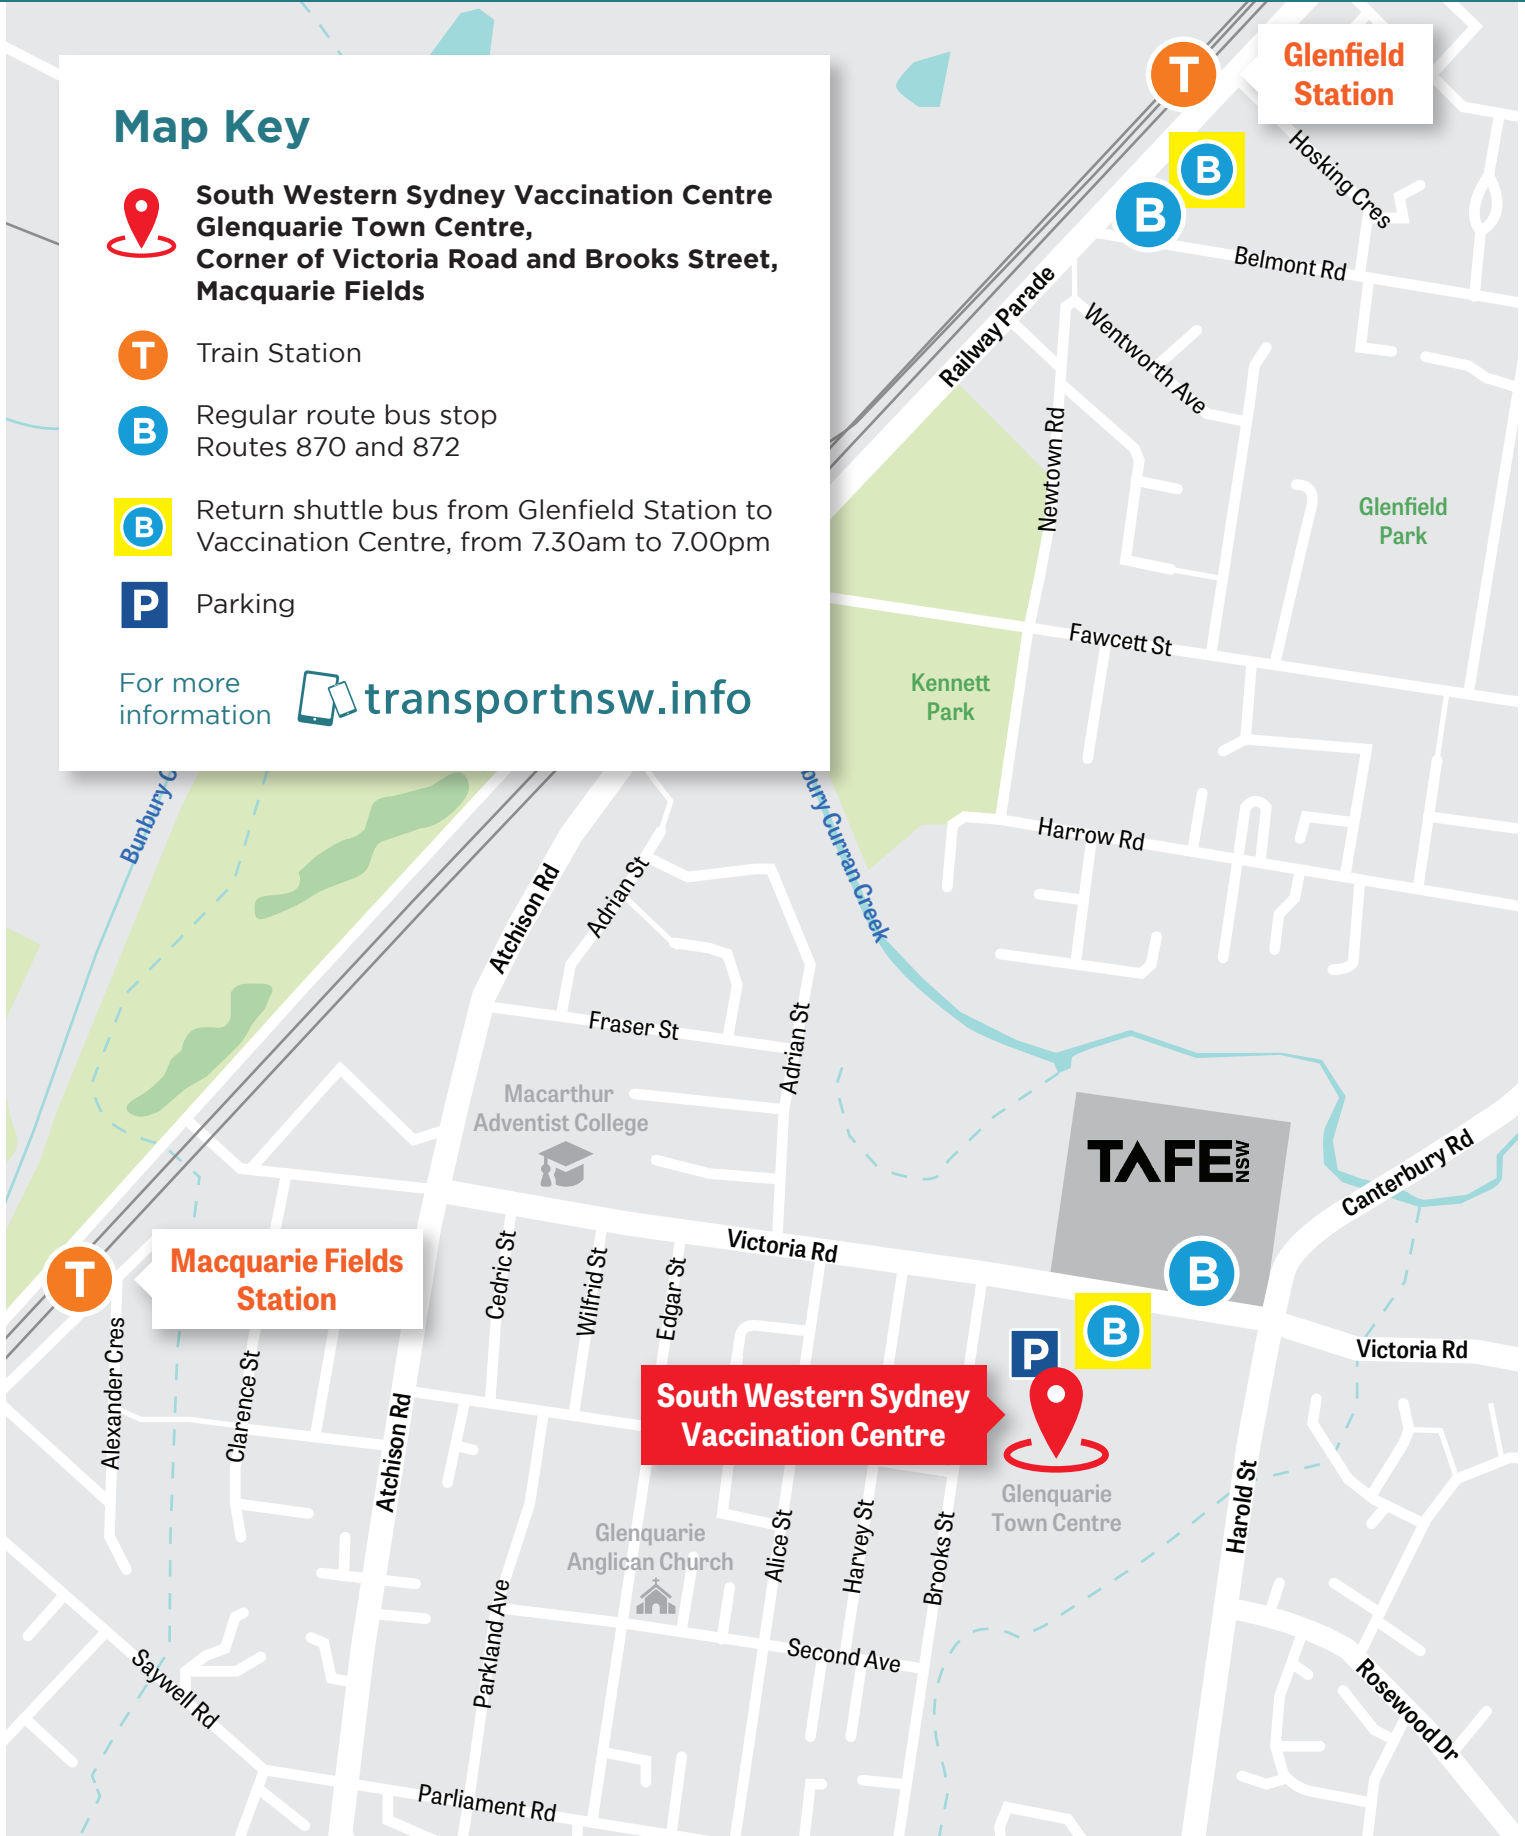 Map Key
South Western Sydney Vaccination Centre
Glenquarie Town Centre,
Corner of Victoria Road and Brooks Street,
Macquarie Fields
T
Train Station
B
Regular route bus stop
Routes 870 and 872
B
Return shuttle bus from Glenfield Station to
Vaccination Centre, from 7.30am to 7.00pm
P
Parking
For more
information
transportnsw.info
T
Glenfield
Station
B
B
Hosking Cres
Belmont Rd
Railway Parade
Wentworth Ave
Newtown Rd
Glenfield
Park
Fawcett St
Kennett
Park
Bunbury C
bury Curran Creek
Harrow Rd
Atchison Rd
Adrian St
Fraser St
Adrian St
Macarthur
Adventist College
TAFE
NSW
Canterbury Rd
T
Macquarie Fields
Station
Cedric St
Wilfrid St
Edgar St
Victoria Rd
B
B
P
Victoria Rd
Alexander Cres
Clarence St
Atchison Rd
South Western Sydney
Vaccination Centre
Glenquarie
Town Centre
Harold St
Glenquarie
Anglican Church
Alice St
Harvey St
Brooks St
Parkland Ave
Second Ave
Saywell Rd
Rosewood Dr
Parliament Rd